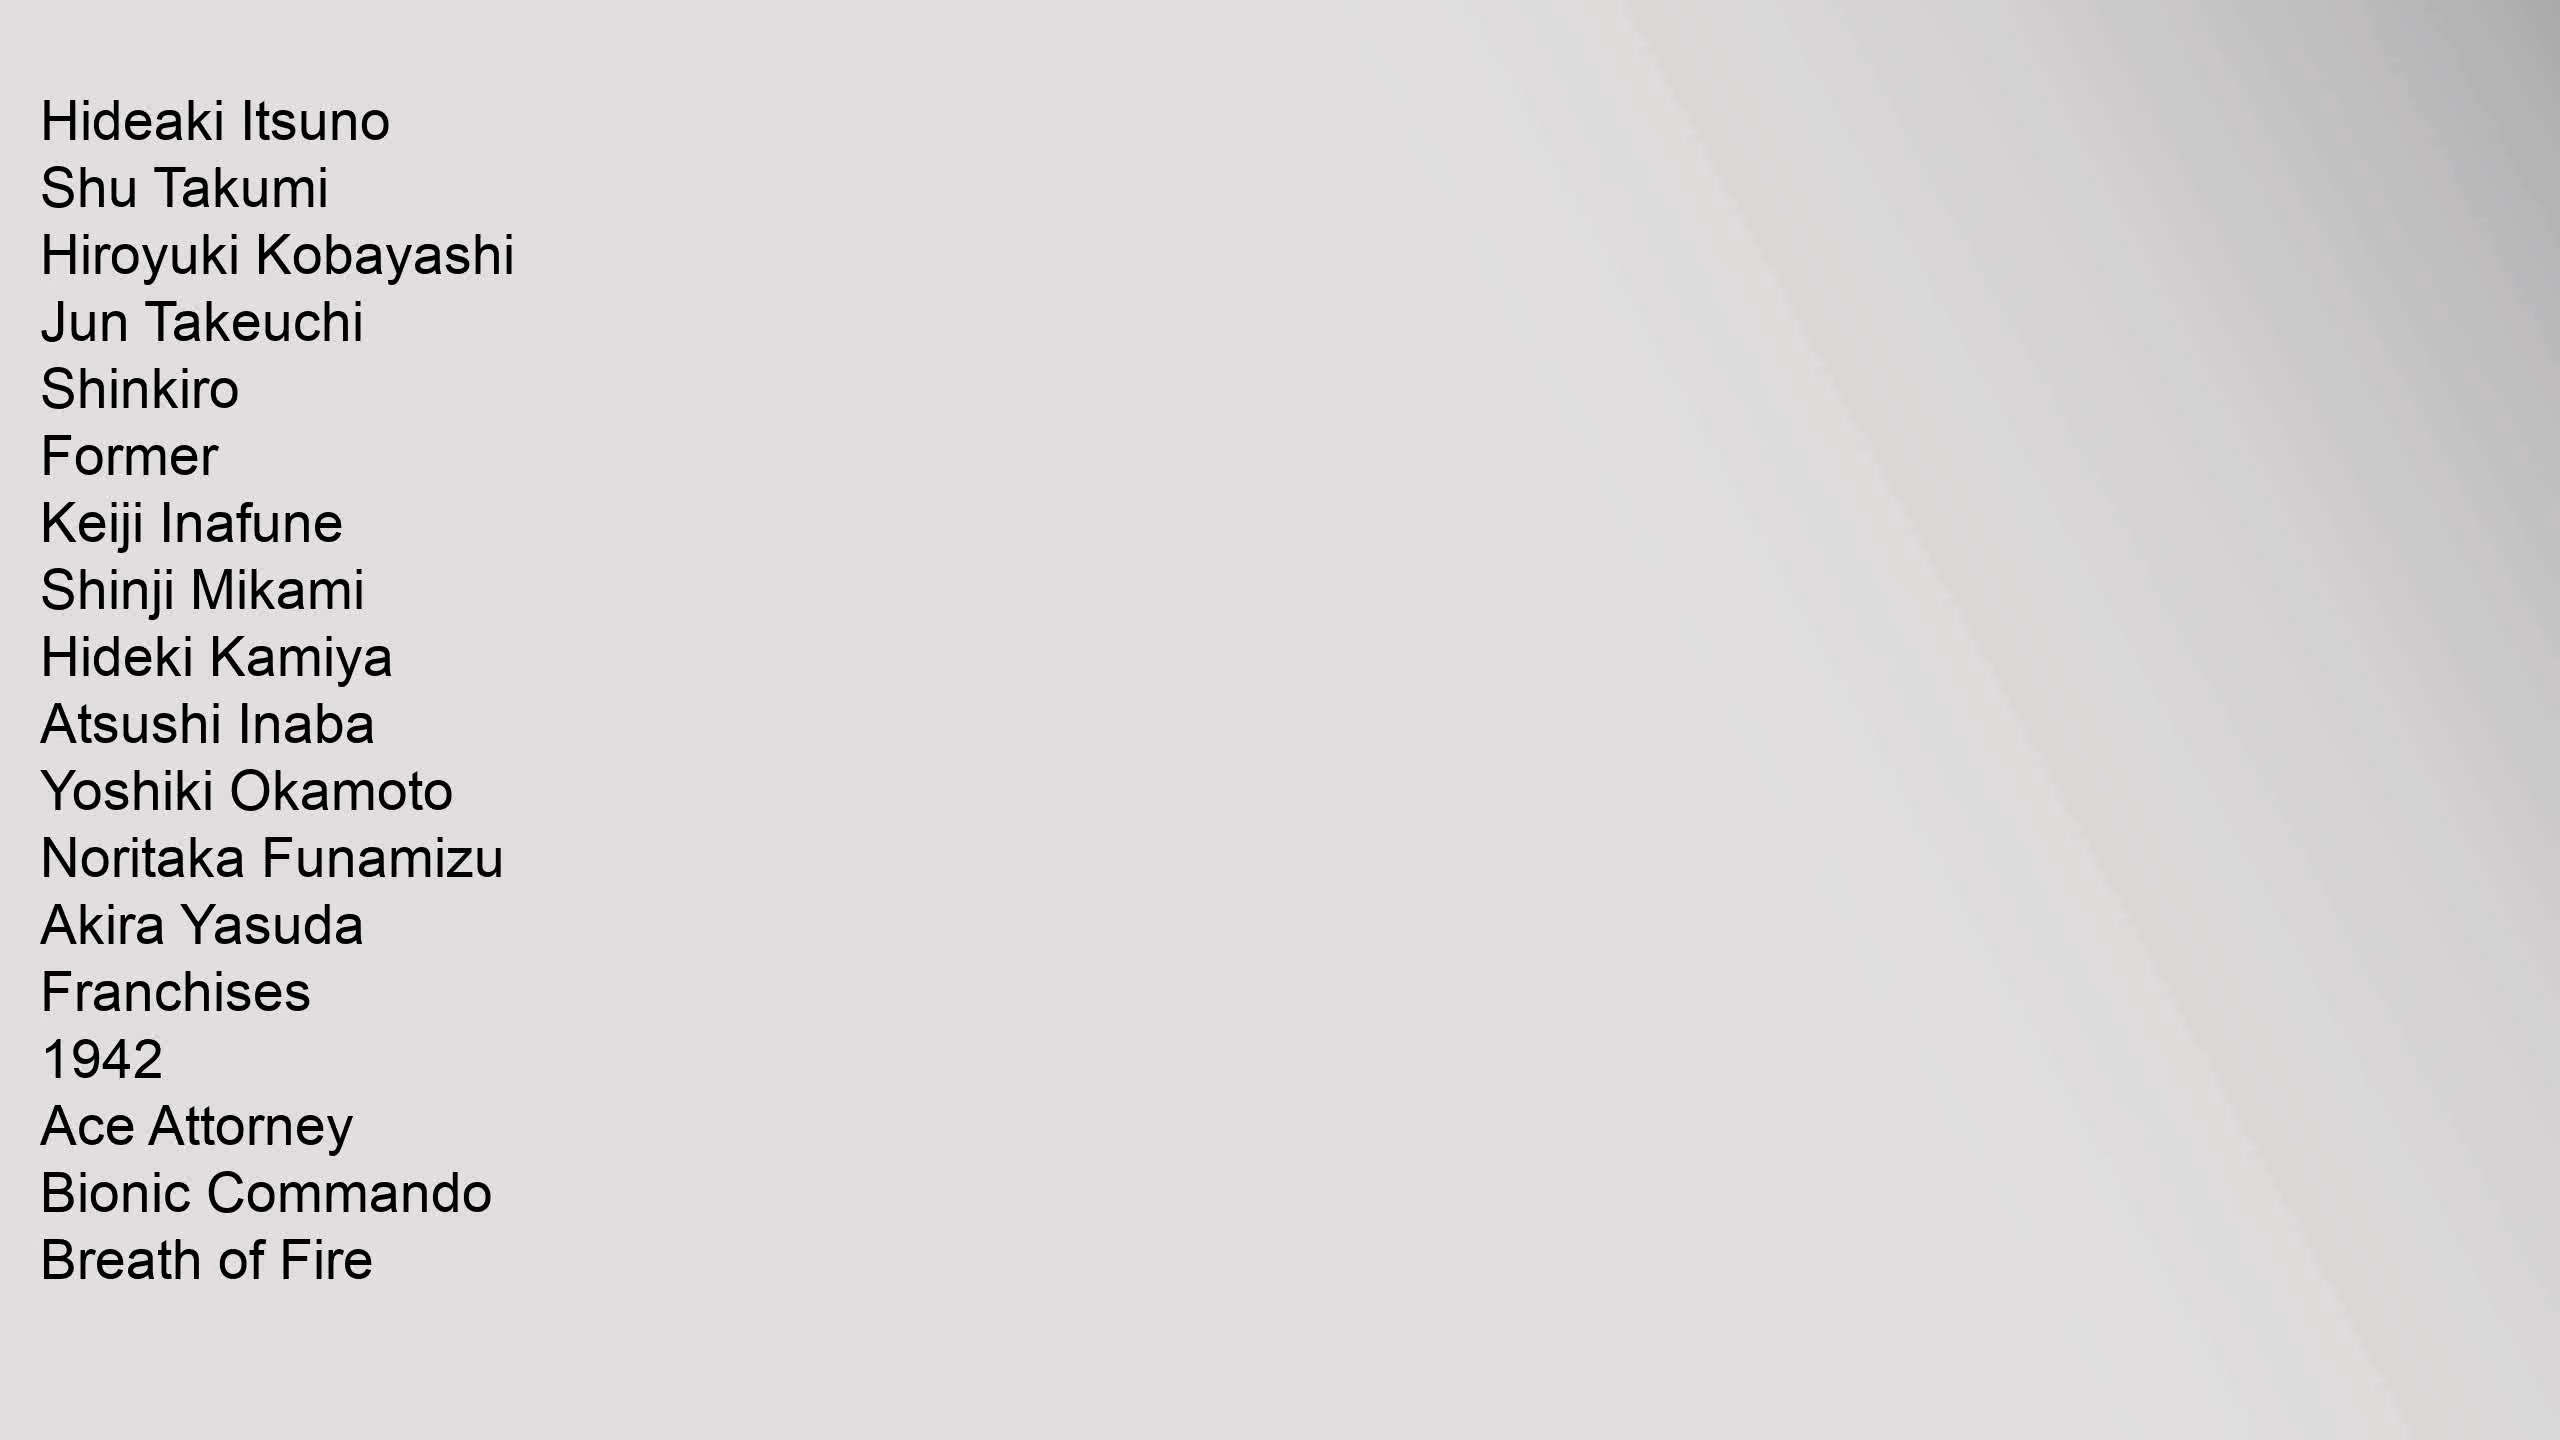 Hideaki Itsuno
Shu Takumi
Hiroyuki Kobayashi
Jun Takeuchi
Shinkiro
Former
Keiji Inafune
Shinji Mikami
Hideki Kamiya
Atsushi Inaba
Yoshiki Okamoto
Noritaka Funamizu
Akira Yasuda
Franchises
1942
Ace Attorney
Bionic Commando
Breath of Fire